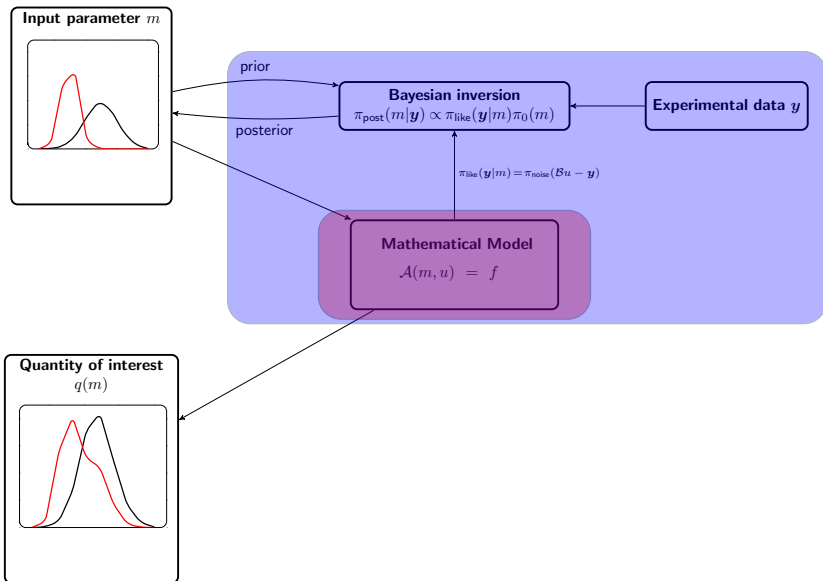 Input parameter m
prior
Bayesian inversion
π_post(m|y) ∝ π_like(y|m)π_0(m)
Experimental data y
posterior
π_like(y|m) = π_noise(ℬu − y)
Mathematical Model
𝒜(m, u) = f
Quantity of interest
q(m)